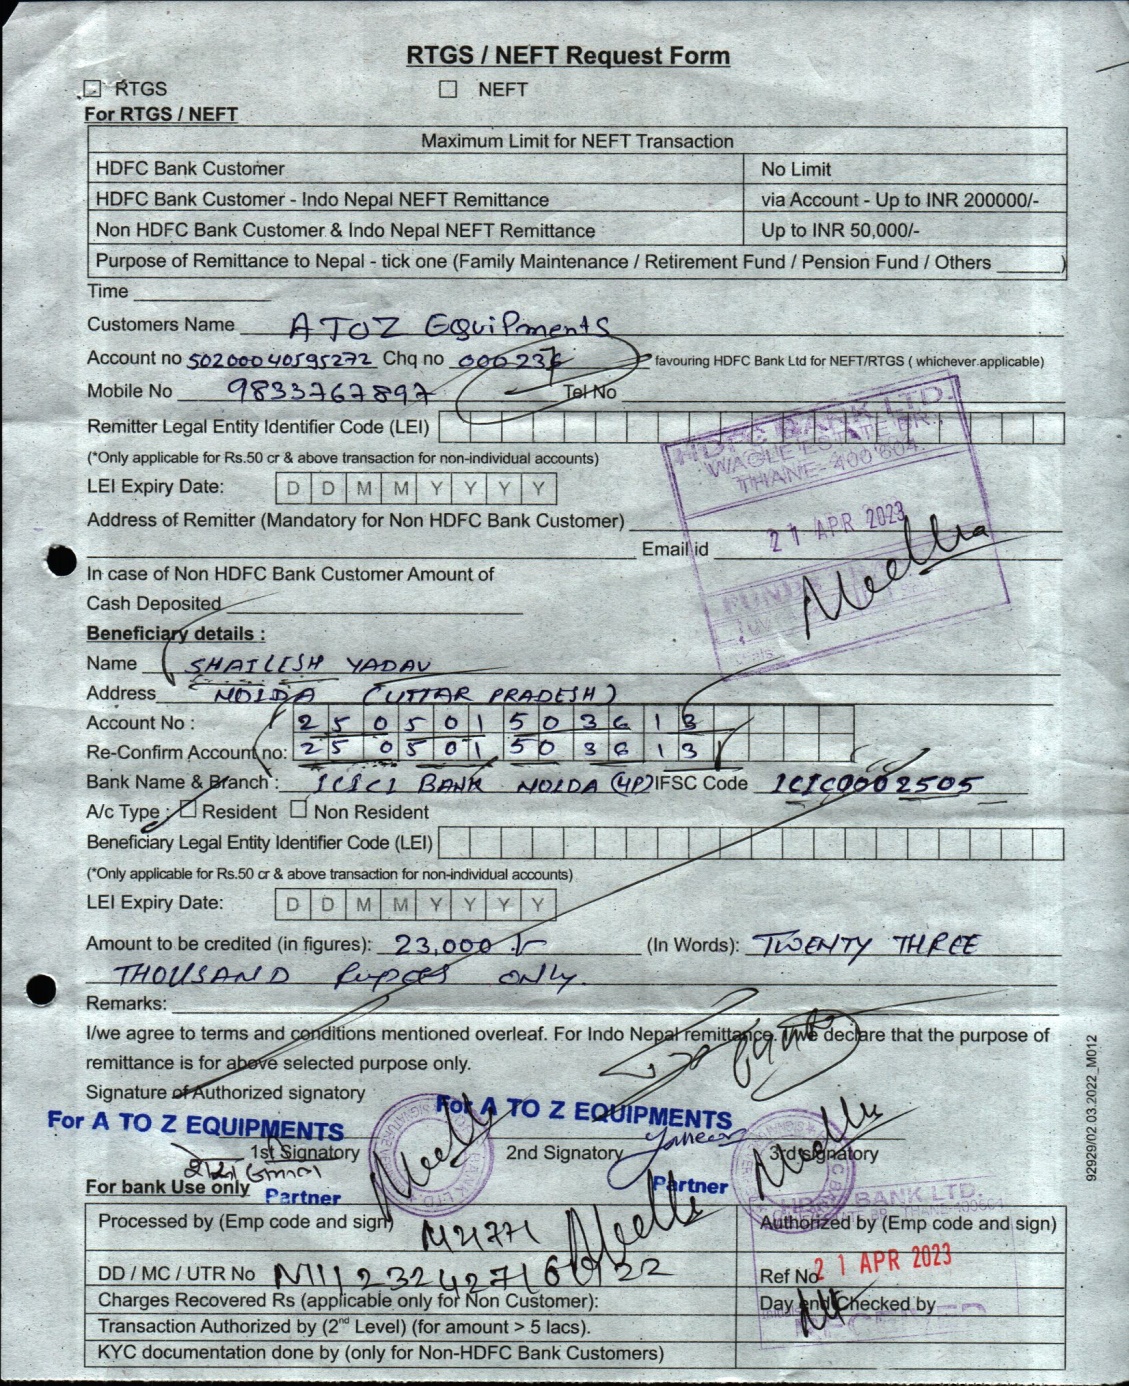 RTGS / NEFT Request Form
RTGS NEFT
For RTGS / NEFT
Maximum Limit for NEFT Transaction
HDFC Bank Customer No Limit
HDFC Bank Customer - Indo Nepal NEFT Remittance via Account - Up to INR 200000/-
Non HDFC Bank Customer & Indo Nepal NEFT Remittance Up to INR 50,000/-
Purpose of Remittance to Nepal - tick one (Family Maintenance / Retirement Fund / Pension Fund / Others ______)
Time
Customers Name A TO Z Equipments
Account no 50200040595272 Chq no 000236 favouring HDFC Bank Ltd for NEFT/RTGS ( whichever applicable)
Mobile No 9833767897 Tel No
Remitter Legal Entity Identifier Code (LEI)
HDFC BANK LTD.
WAGLE ESTATE BR.,
THANE-400 604.
(*Only applicable for Rs.50 cr & above transaction for non-individual accounts)
LEI Expiry Date: D D M M Y Y Y Y
Address of Remitter (Mandatory for Non HDFC Bank Customer)
21 APR 2023
Email id
In case of Non HDFC Bank Customer Amount of
Cash Deposited
Beneficiary details :
Name SHAILESH YADAV
Address NOIDA (UTTAR PRADESH)
Account No : 2 5 0 5 0 1 5 0 3 6 1 3
Re-Confirm Account no: 2 5 0 5 0 1 5 0 3 6 1 3
Bank Name & Branch : ICICI BANK NOIDA (UP) IFSC Code ICIC0002505
A/c Type : Resident Non Resident
Beneficiary Legal Entity Identifier Code (LEI)
(*Only applicable for Rs.50 cr & above transaction for non-individual accounts)
LEI Expiry Date: D D M M Y Y Y Y
Amount to be credited (in figures): 23,000/- (In Words): TWENTY THREE
THOUSAND Rupees ONLY.
Remarks:
I/we agree to terms and conditions mentioned overleaf. For Indo Nepal remittance. I/we declare that the purpose of
remittance is for above selected purpose only.
Signature of Authorized signatory
For A TO Z EQUIPMENTS For A TO Z EQUIPMENTS
1st Signatory 2nd Signatory 3rd signatory
Partner Partner
For bank Use only
HDFC BANK LTD.
Processed by (Emp code and sign) M21771 Authorized by (Emp code and sign)
DD / MC / UTR No Ref No 21 APR 2023
Charges Recovered Rs (applicable only for Non Customer): Day end Checked by
Transaction Authorized by (2nd Level) (for amount > 5 lacs).
KYC documentation done by (only for Non-HDFC Bank Customers)
92929/02.03.2022_M012